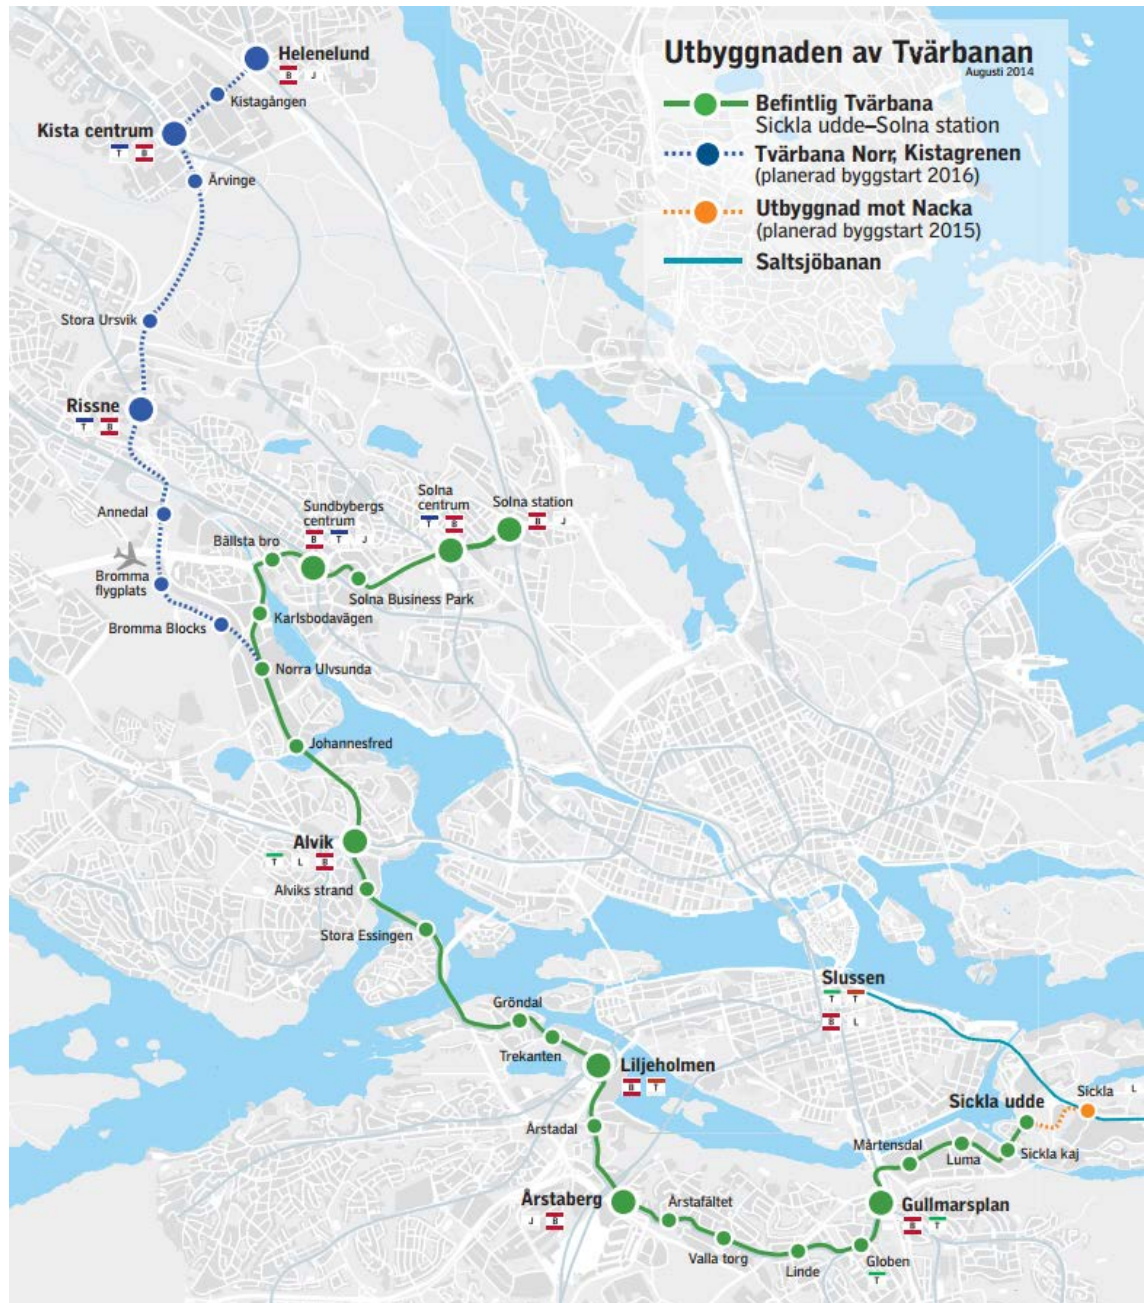 Utbyggnaden av Tvärbanan
Augusti 2014
Befintlig Tvärbana
Sickla udde–Solna station
Tvärbana Norr, Kistagrenen
(planerad byggstart 2016)
Utbyggnad mot Nacka
(planerad byggstart 2015)
Saltsjöbanan
Helenelund
B J
Kistagången
Kista centrum
T B
Ärvinge
Stora Ursvik
Rissne
T B
Annedal
Bromma
flygplats
Bromma Blocks
Solna station
B J
Solna
centrum
T B
Solna Business Park
Sundbybergs
centrum
B T J
Bällsta bro
Karlsbodavägen
Norra Ulvsunda
Johannesfred
Alvik
T L B
Alviks strand
Stora Essingen
Gröndal
Trekanten
Liljeholmen
B T
Årstadal
Årstaberg
J B
Årstafältet
Valla torg
Linde
Globen
T
Gullmarsplan
B T
Mårtensdal
Luma
Sickla kaj
Sickla udde
Sickla
L
Slussen
T T
B L